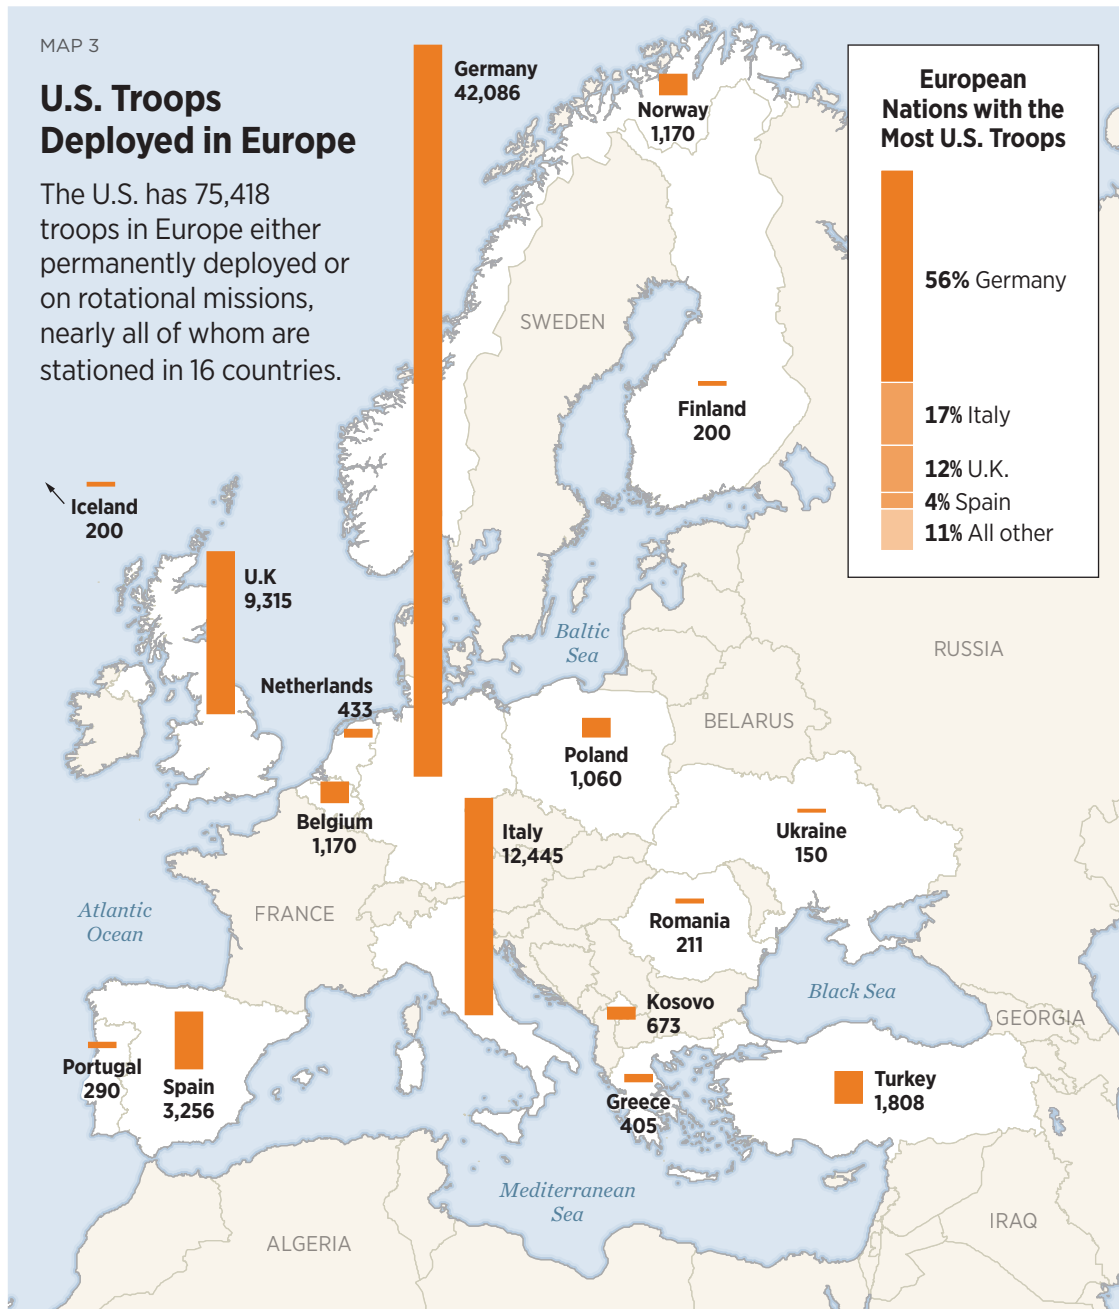 MAP 3
U.S. Troops
Deployed in Europe
The U.S. has 75,418
troops in Europe either
permanently deployed or
on rotational missions,
nearly all of whom are
stationed in 16 countries.
Germany
42,086
Norway
1,170
European
Nations with the
Most U.S. Troops
56% Germany
17% Italy
12% U.K.
4% Spain
11% All other
SWEDEN
Finland
200
Iceland
200
U.K
9,315
Baltic
Sea
RUSSIA
Netherlands
433
BELARUS
Poland
1,060
Belgium
1,170
Italy
12,445
Ukraine
150
Atlantic
Ocean
FRANCE
Romania
211
Black Sea
Kosovo
673
GEORGIA
Portugal
290
Spain
3,256
Greece
405
Turkey
1,808
Mediterranean
Sea
ALGERIA
IRAQ